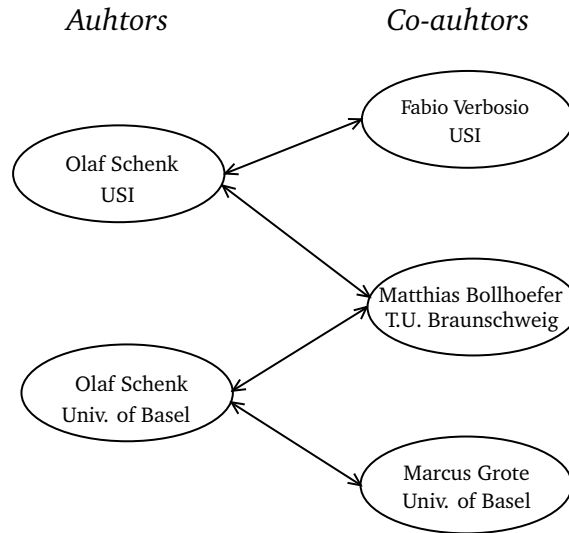 Auhtors
Co-auhtors
Fabio Verbosio
USI
Olaf Schenk
USI
Matthias Bollhoefer
T.U. Braunschweig
Olaf Schenk
Univ. of Basel
Marcus Grote
Univ. of Basel